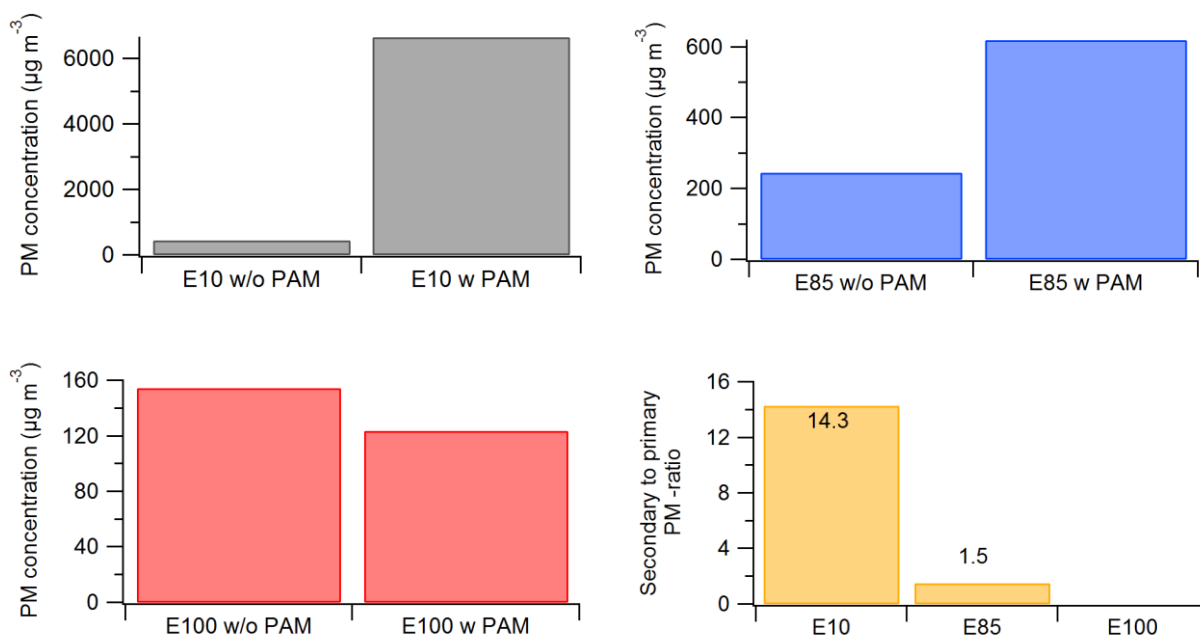 PM concentration (µg m⁻³)
6000
4000
2000
0
E10 w/o PAM
E10 w PAM
PM concentration (µg m⁻³)
600
400
200
0
E85 w/o PAM
E85 w PAM
PM concentration (µg m⁻³)
160
120
80
40
0
E100 w/o PAM
E100 w PAM
Secondary to primary
PM -ratio
16
12
8
4
0
14.3
1.5
E10
E85
E100